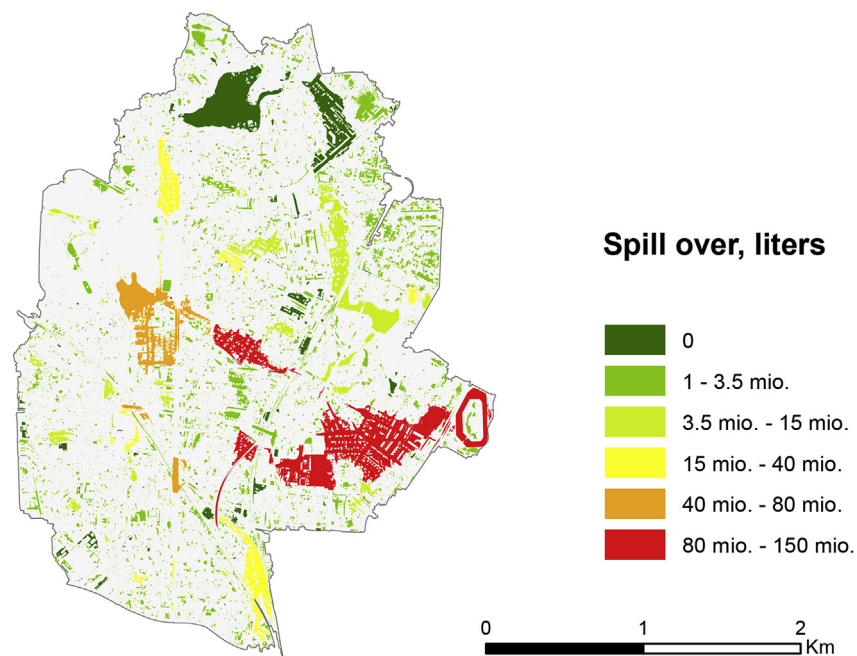 Spill over, liters
0
1 - 3.5 mio.
3.5 mio. - 15 mio.
15 mio. - 40 mio.
40 mio. - 80 mio.
80 mio. - 150 mio.
0 1 2
Km